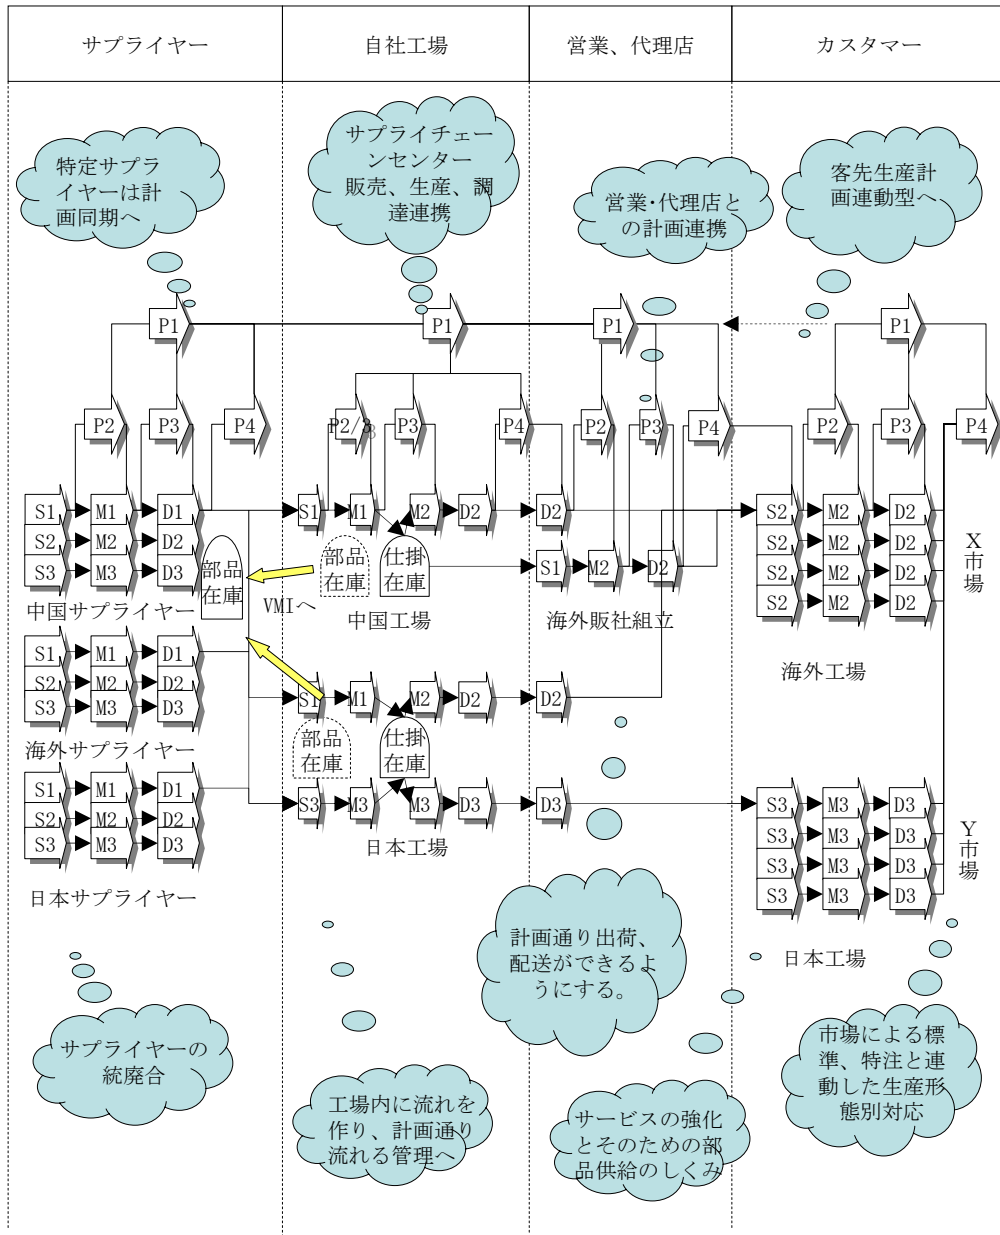 サプライヤー
自社工場
営業、代理店
カスタマー
特定サプラ
イヤーは計
画同期へ
サプライチェー
ンセンター
販売、生産、調
達連携
営業・代理店と
の計画連携
客先生産計
画連動型へ
P1
P1
P1
P1
P2
P3
P4
P2/3
P3
P4
P2
P3
P4
P2
P3
P4
S1
M1
D1
S2
M2
D2
S3
M3
D3
中国サプライヤー
部品
在庫
VMIへ
S1
M1
M2
D2
部品
在庫
仕掛
在庫
中国工場
D2
S1
M2
D2
海外販社組立
S2
M2
D2
S2
M2
D2
S2
M2
D2
S2
M2
D2
海外工場
X市場
S1
M1
D1
S2
M2
D2
S3
M3
D3
海外サプライヤー
S1
M1
M2
D2
D2
部品
在庫
仕掛
在庫
S3
M3
M3
D3
D3
日本工場
S1
M1
D1
S2
M2
D2
S3
M3
D3
日本サプライヤー
S3
M3
D3
S3
M3
D3
S3
M3
D3
S3
M3
D3
日本工場
Y市場
計画通り出荷、
配送ができるよ
うにする。
サプライヤーの
統廃合
工場内に流れを
作り、計画通り
流れる管理へ
サービスの強化
とそのための部
品供給のしくみ
市場による標
準、特注と連
動した生産形
態別対応